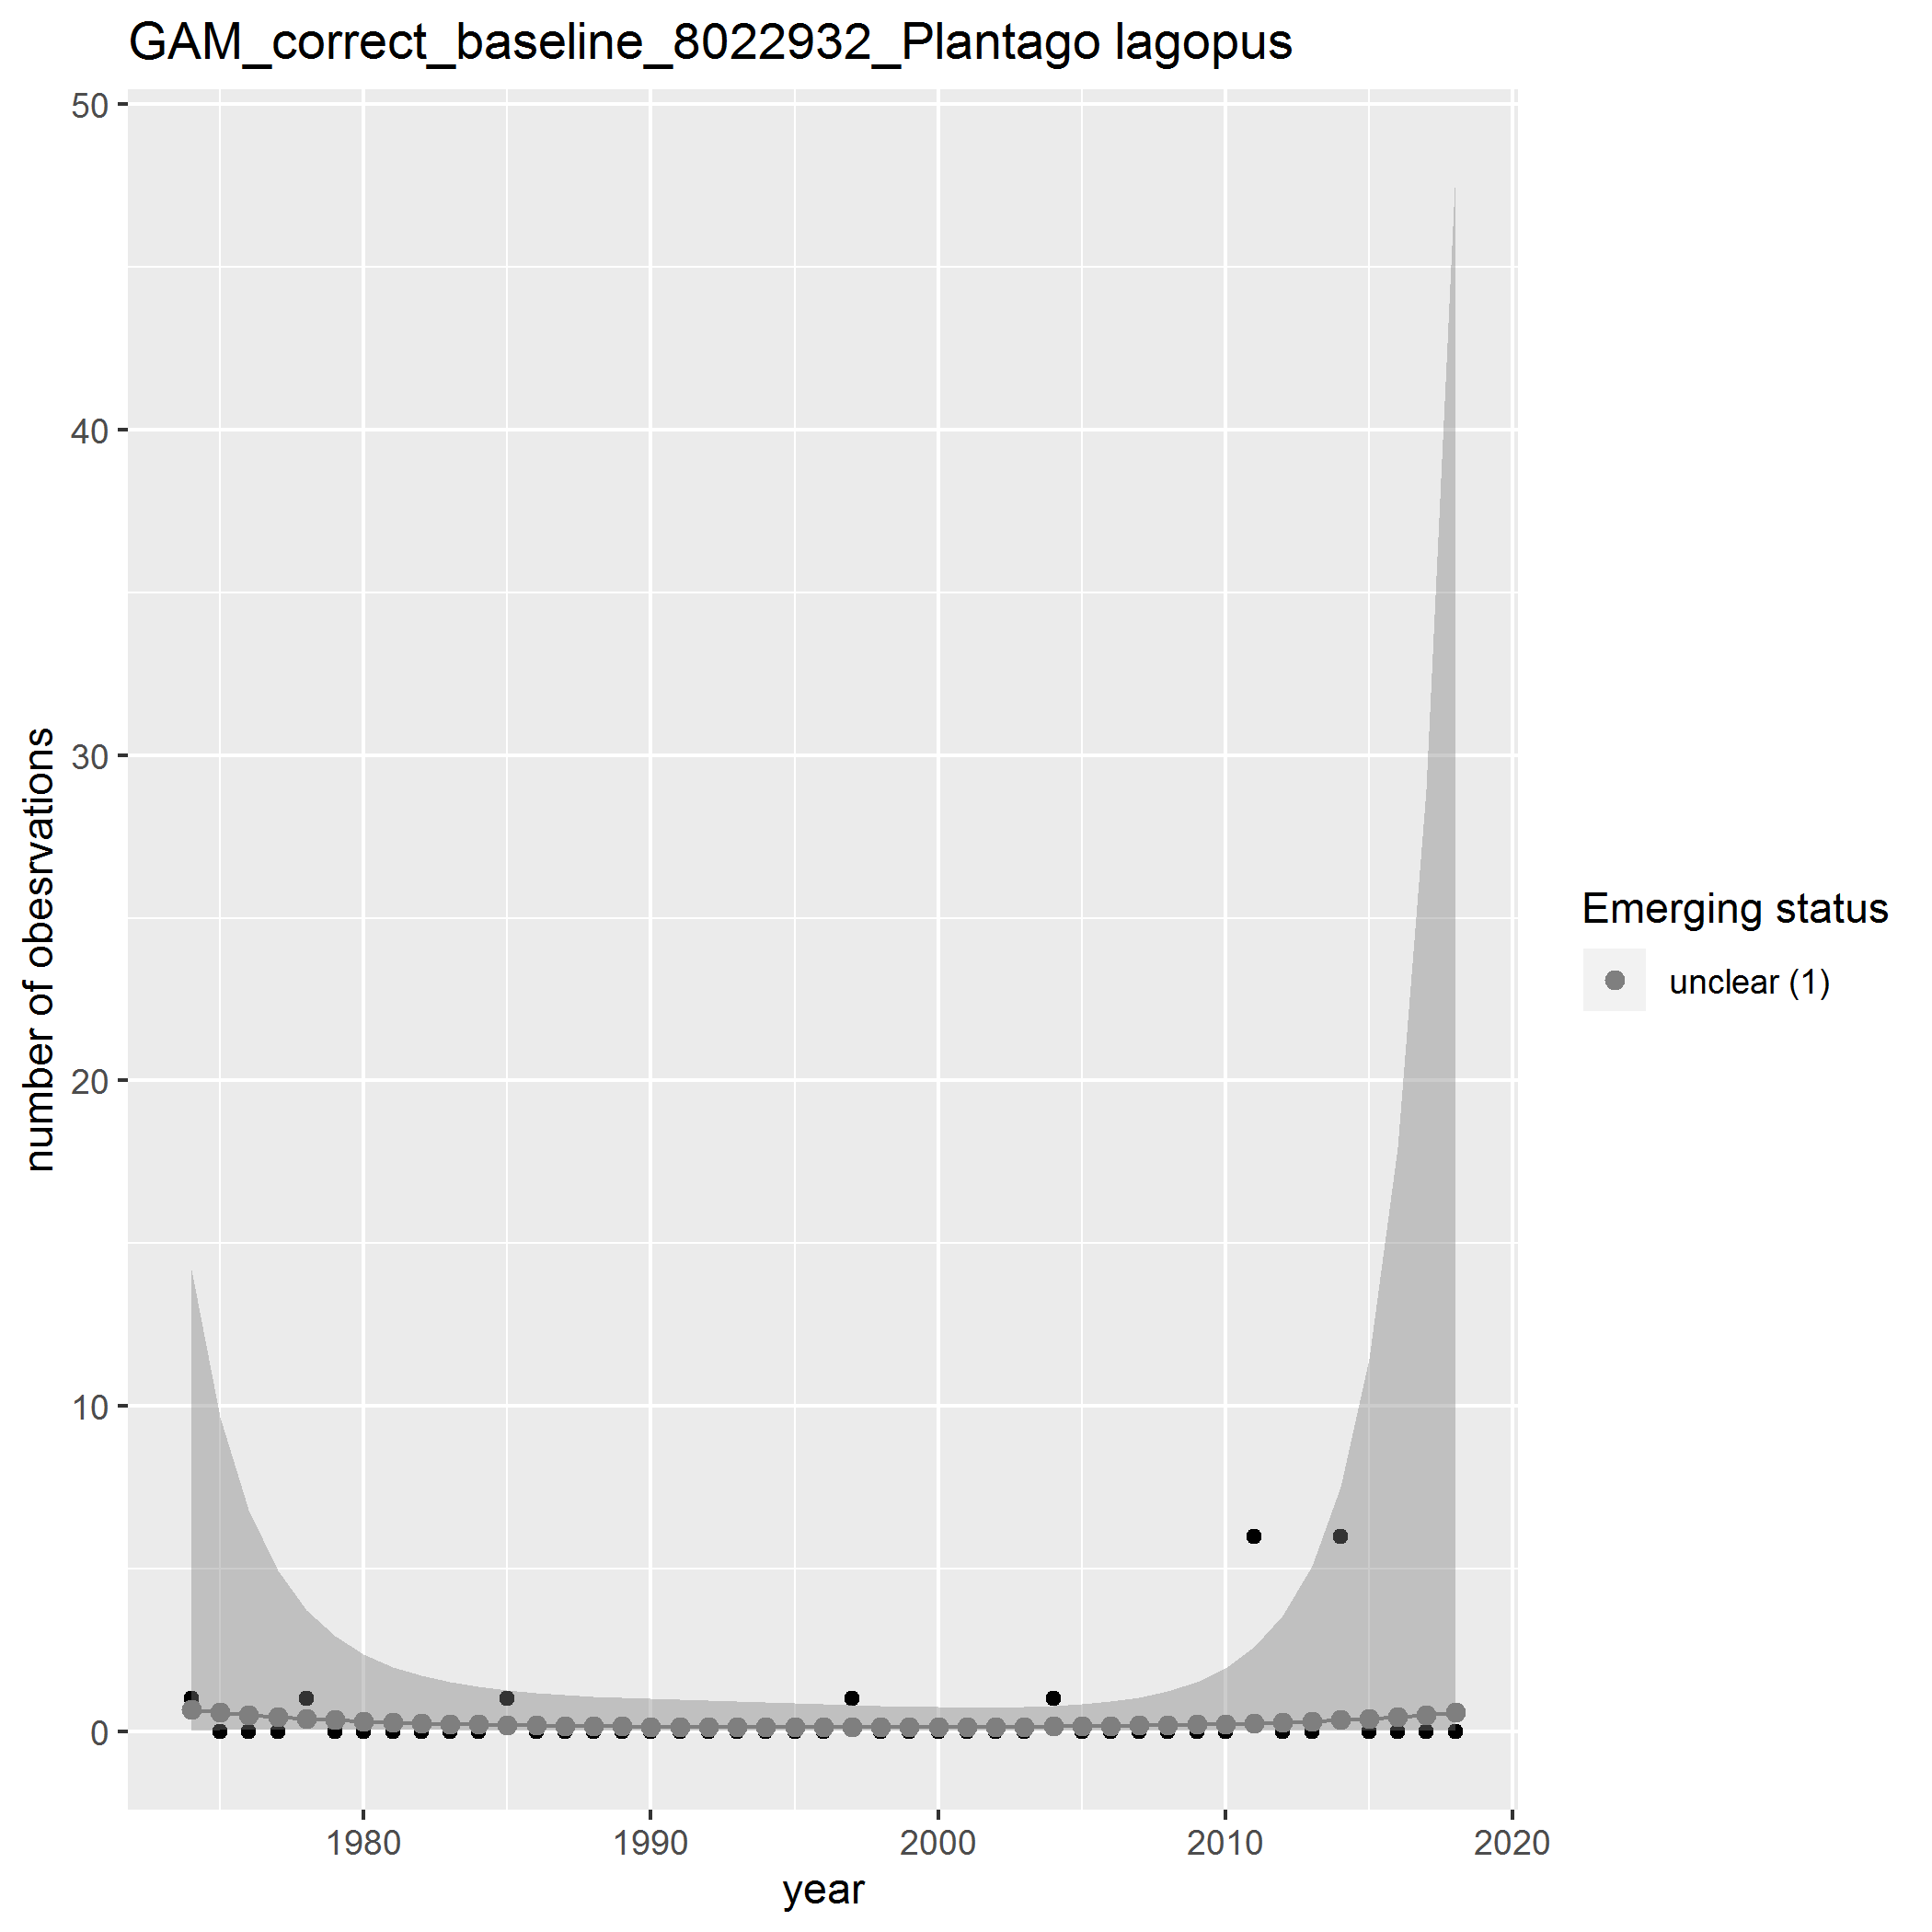 GAM_correct_baseline_8022932_Plantago lagopus
50
40
30
20
10
0
number of obesrvations
1980
1990
2000
2010
2020
year
Emerging status
unclear (1)